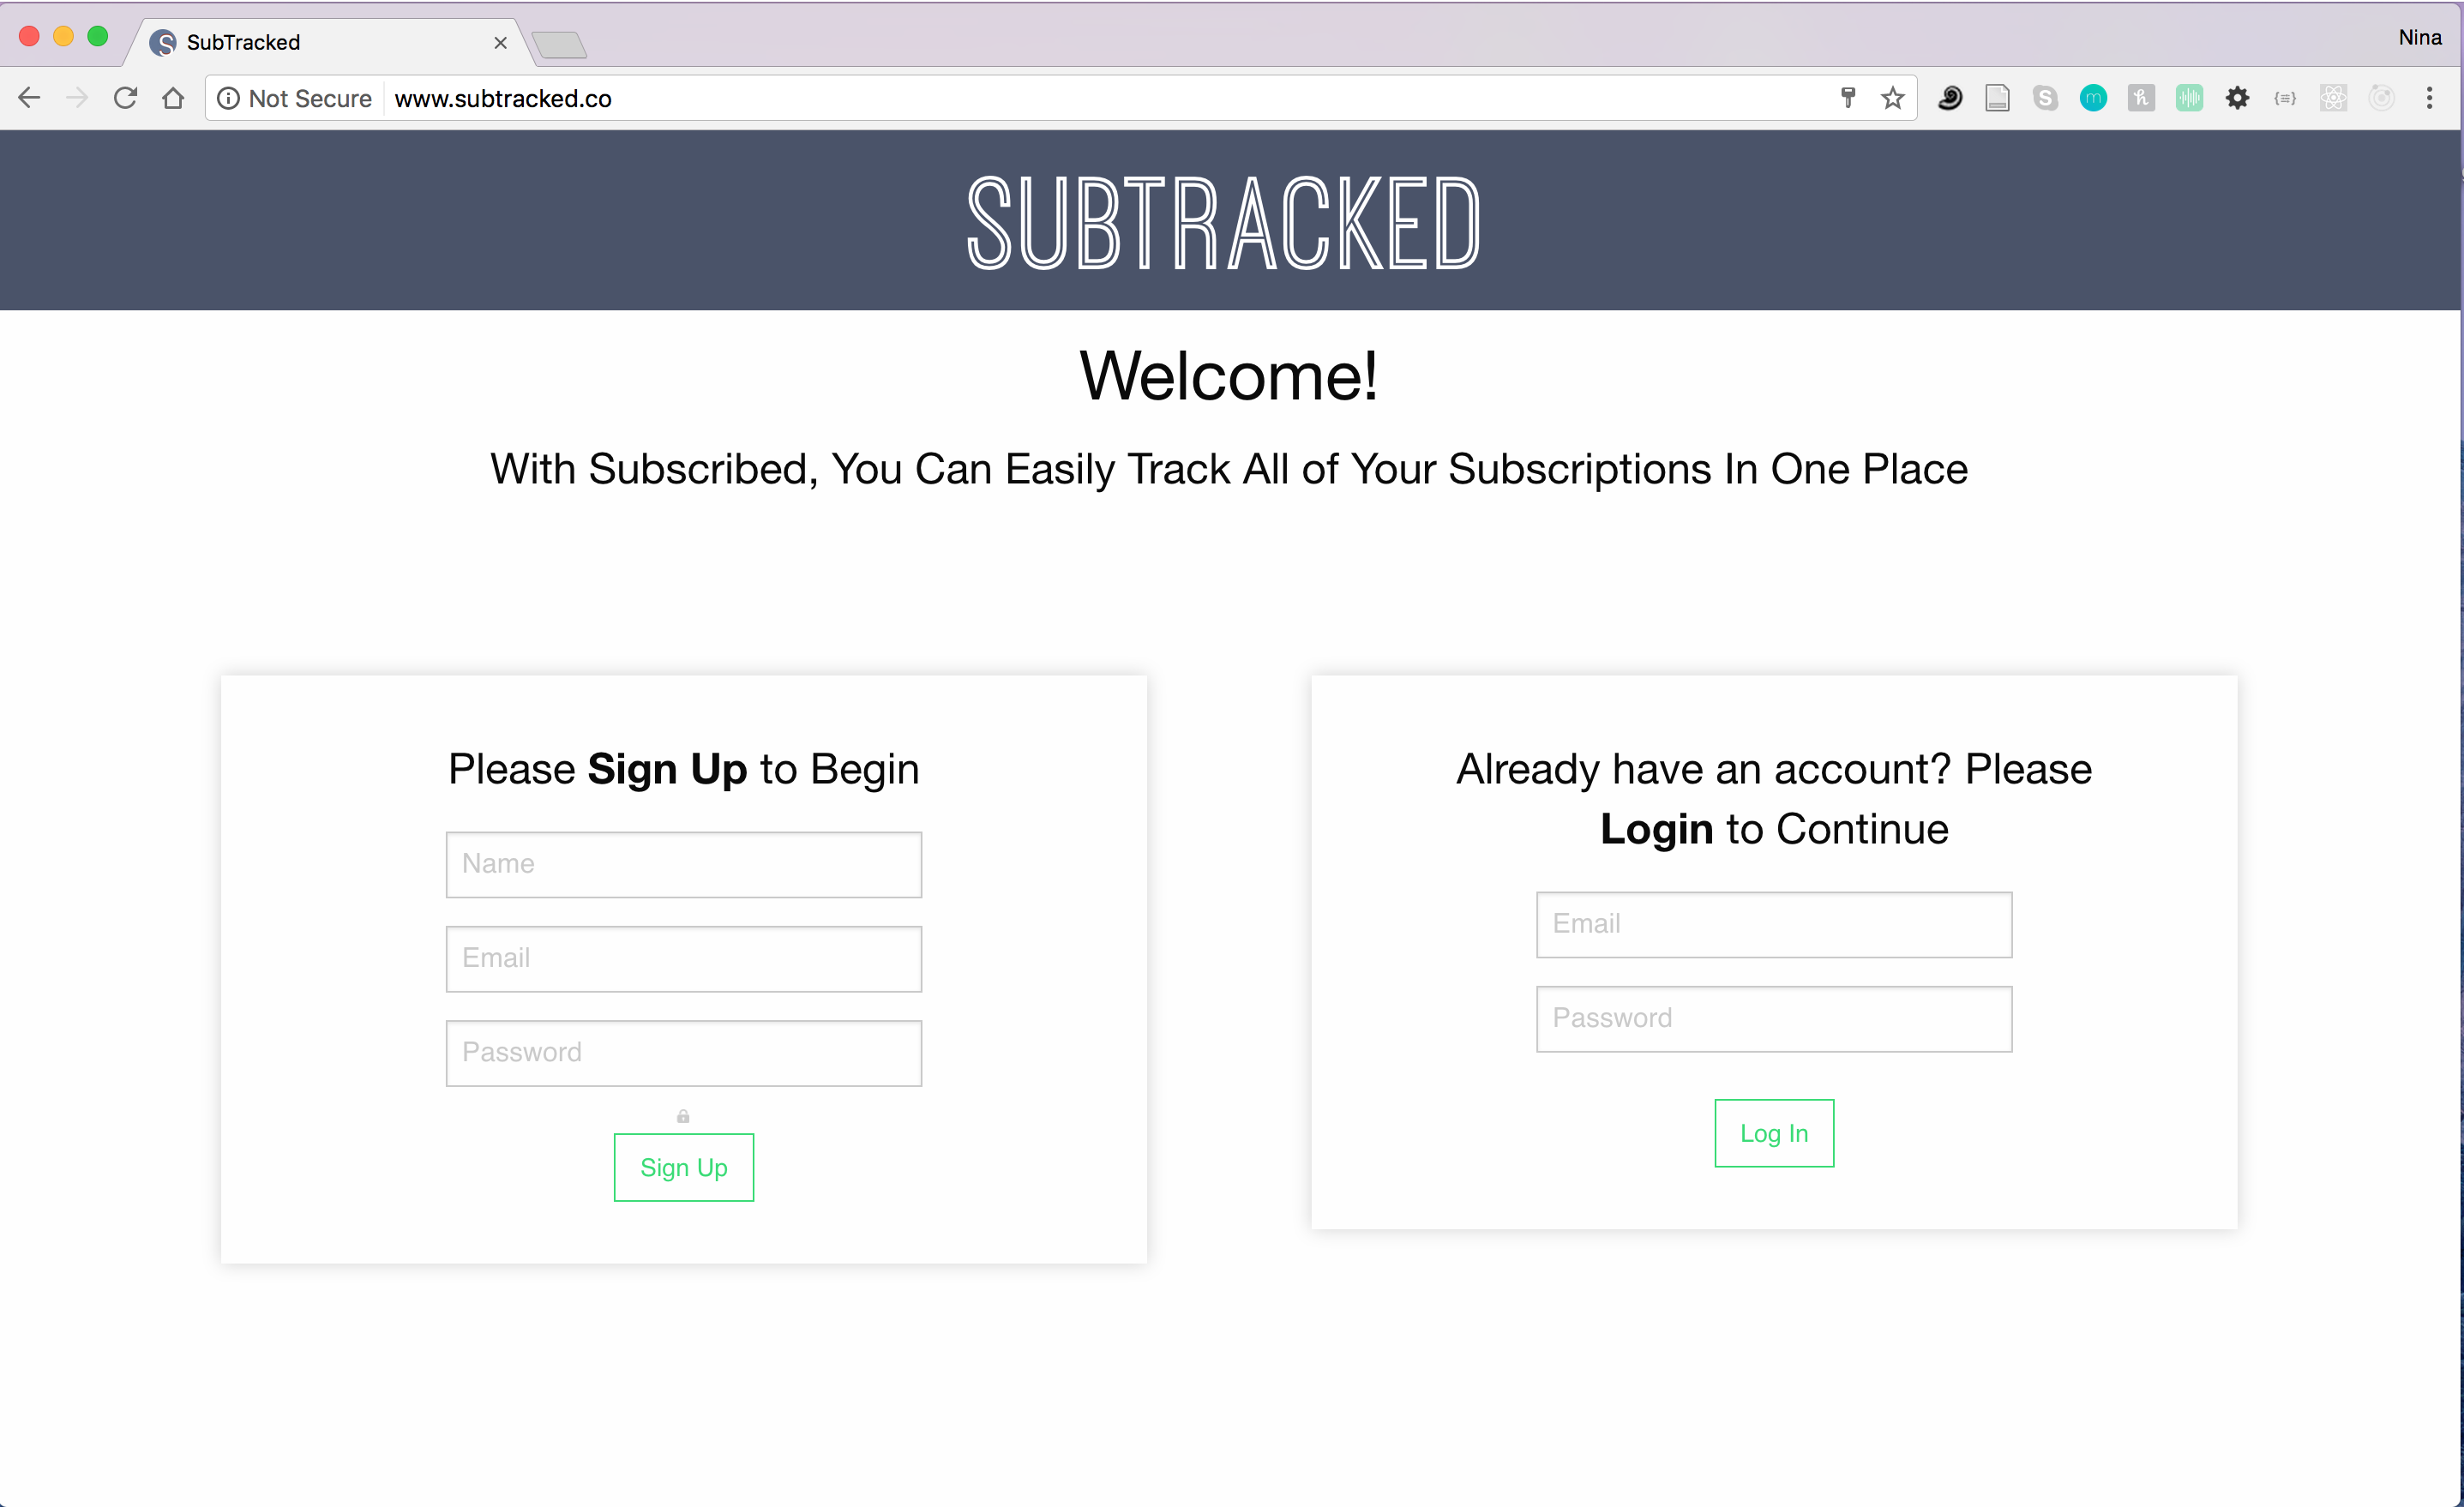 SubTracked
Nina
Not Secure www.subtracked.co
SUBTRACKED
Welcome!
With Subscribed, You Can Easily Track All of Your Subscriptions In One Place
Please Sign Up to Begin
Name
Email
Password
Sign Up
Already have an account? Please
Login to Continue
Email
Password
Log In